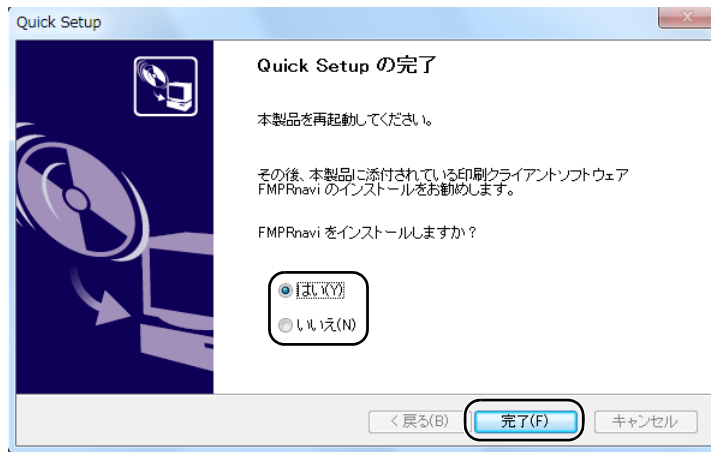 Quick Setup
Quick Setup の完了
本製品を再起動してください。
その後、本製品に添付されている印刷クライアントソフトウェア
FMPRnavi のインストールをお勧めします。
FMPRnavi をインストールしますか?
はい(Y)
いいえ(N)
< 戻る(B)
完了(F)
キャンセル